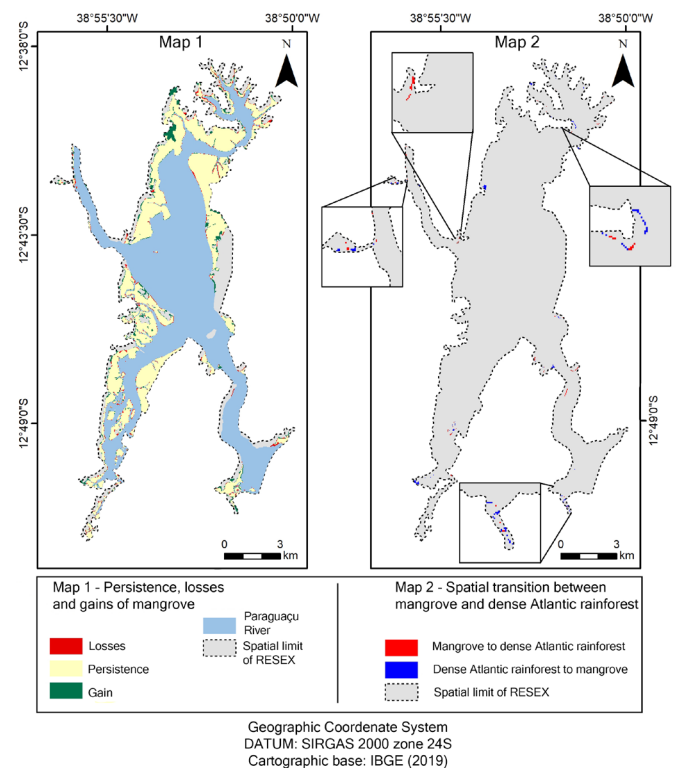 38°55'30"W
38°50'0"W
38°55'30"W
38°50'0"W
12°38'0"S
12°43'30"S
12°49'0"S
12°49'0"S
Map 1
N
0 3
km
Map 2
N
0 3
km
Map 1 - Persistence, losses
and gains of mangrove
Losses
Persistence
Gain
Paraguaçu
River
Spatial limit
of RESEX
Map 2 - Spatial transition between
mangrove and dense Atlantic rainforest
Mangrove to dense Atlantic rainforest
Dense Atlantic rainforest to mangrove
Spatial limit of RESEX
Geographic Coordenate System
DATUM: SIRGAS 2000 zone 24S
Cartographic base: IBGE (2019)